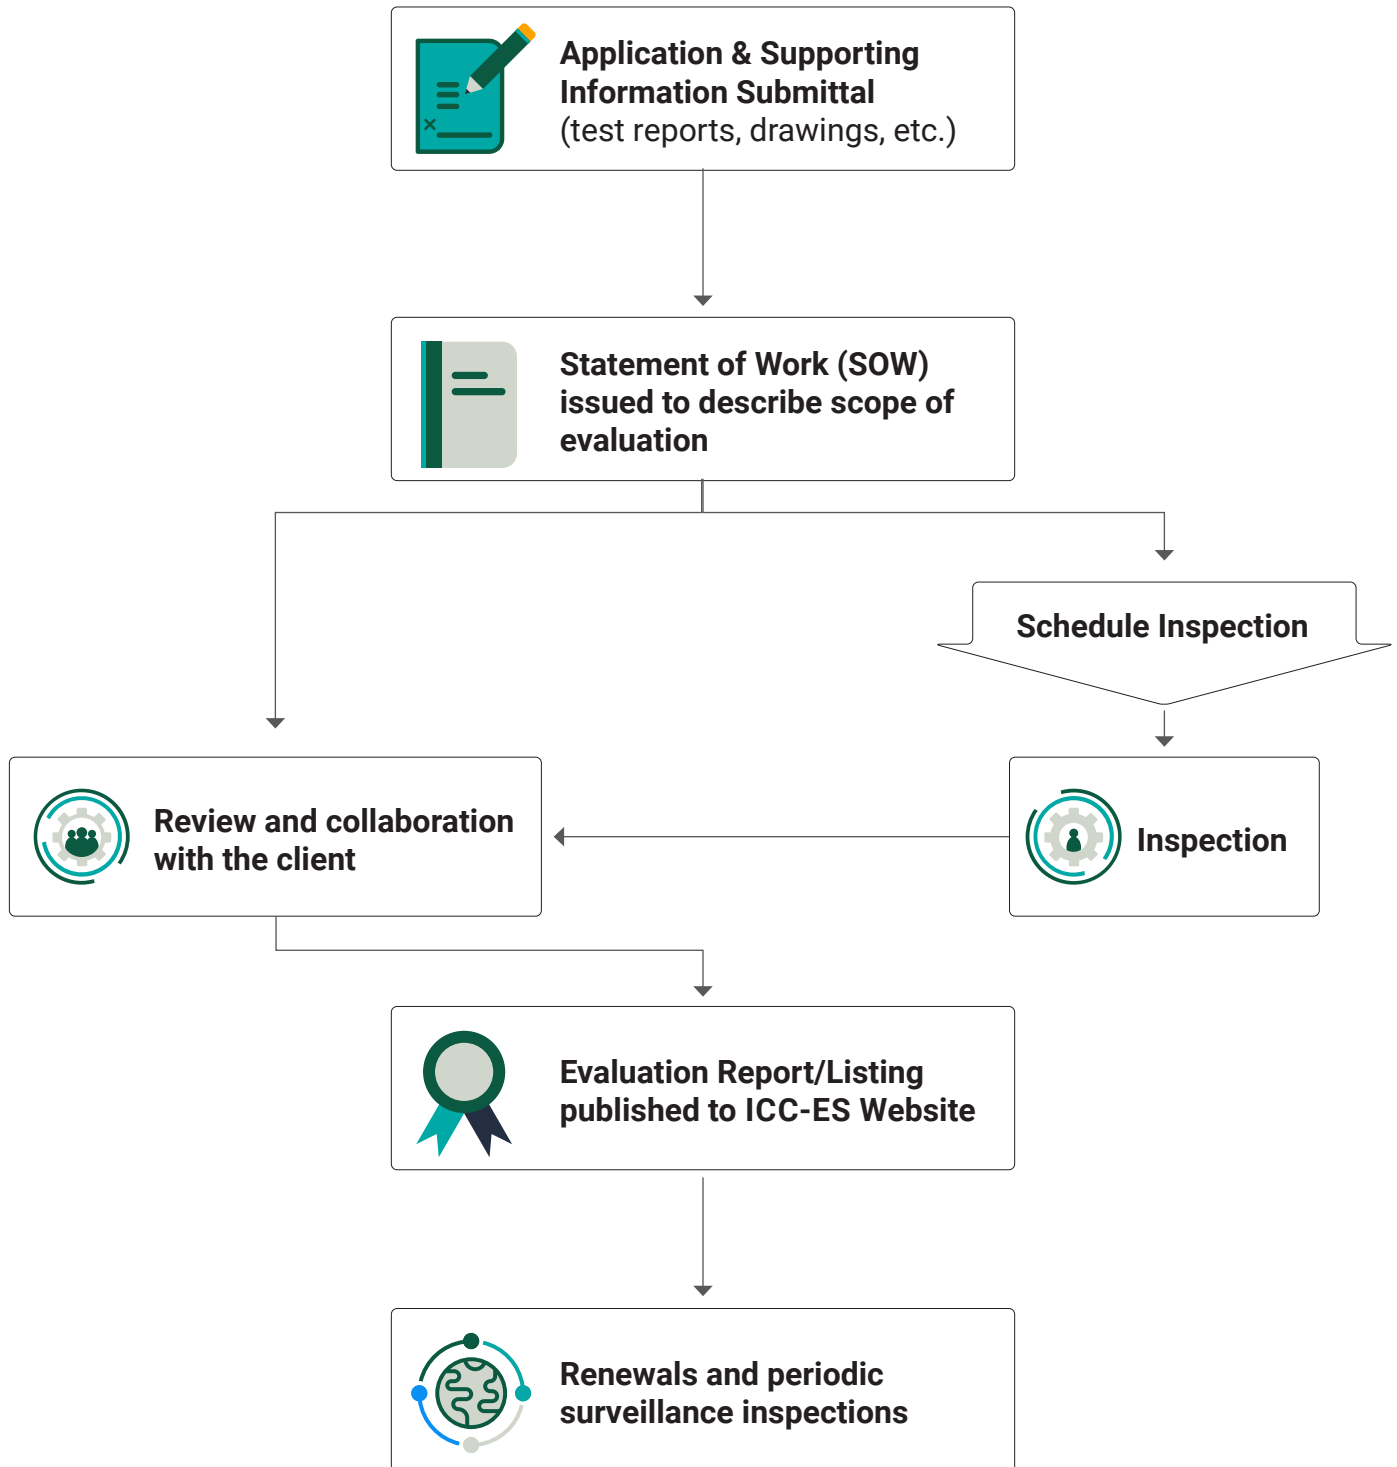 Application & Supporting
Information Submittal
(test reports, drawings, etc.)
Statement of Work (SOW)
issued to describe scope of
evaluation
Schedule Inspection
Review and collaboration
with the client
Inspection
Evaluation Report/Listing
published to ICC-ES Website
Renewals and periodic
surveillance inspections